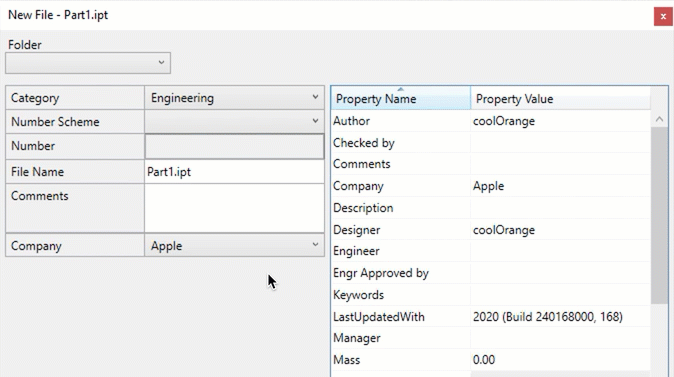 New File - Part1.ipt
x
Folder
Category Engineering
Number Scheme
Number
File Name Part1.ipt
Comments
Company Apple
Property Name Property Value
Author coolOrange
Checked by
Comments
Company Apple
Description
Designer coolOrange
Engineer
Engr Approved by
Keywords
LastUpdatedWith 2020 (Build 240168000, 168)
Manager
Mass 0.00